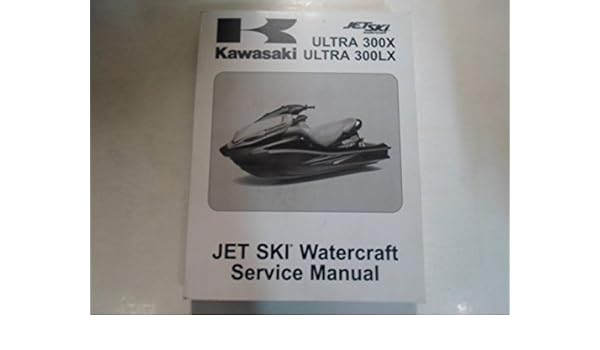 JET SKI
Kawasaki
ULTRA 300X
ULTRA 300LX
JET SKI® Watercraft
Service Manual